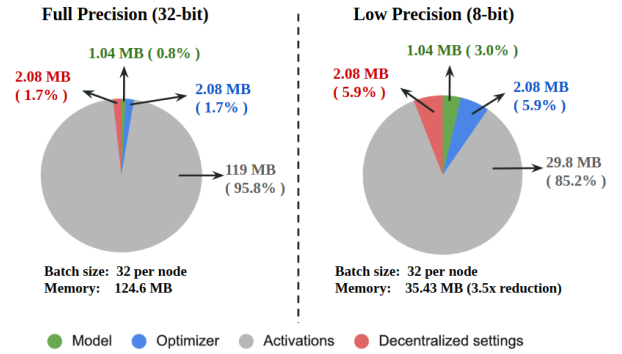 Full Precision (32-bit)
1.04 MB ( 0.8% )
2.08 MB
( 1.7% )
2.08 MB
( 1.7% )
119 MB
( 95.8% )
Batch size: 32 per node
Memory: 124.6 MB
Low Precision (8-bit)
1.04 MB ( 3.0% )
2.08 MB
( 5.9% )
2.08 MB
( 5.9% )
29.8 MB
( 85.2% )
Batch size: 32 per node
Memory: 35.43 MB (3.5x reduction)
Model Optimizer Activations Decentralized settings